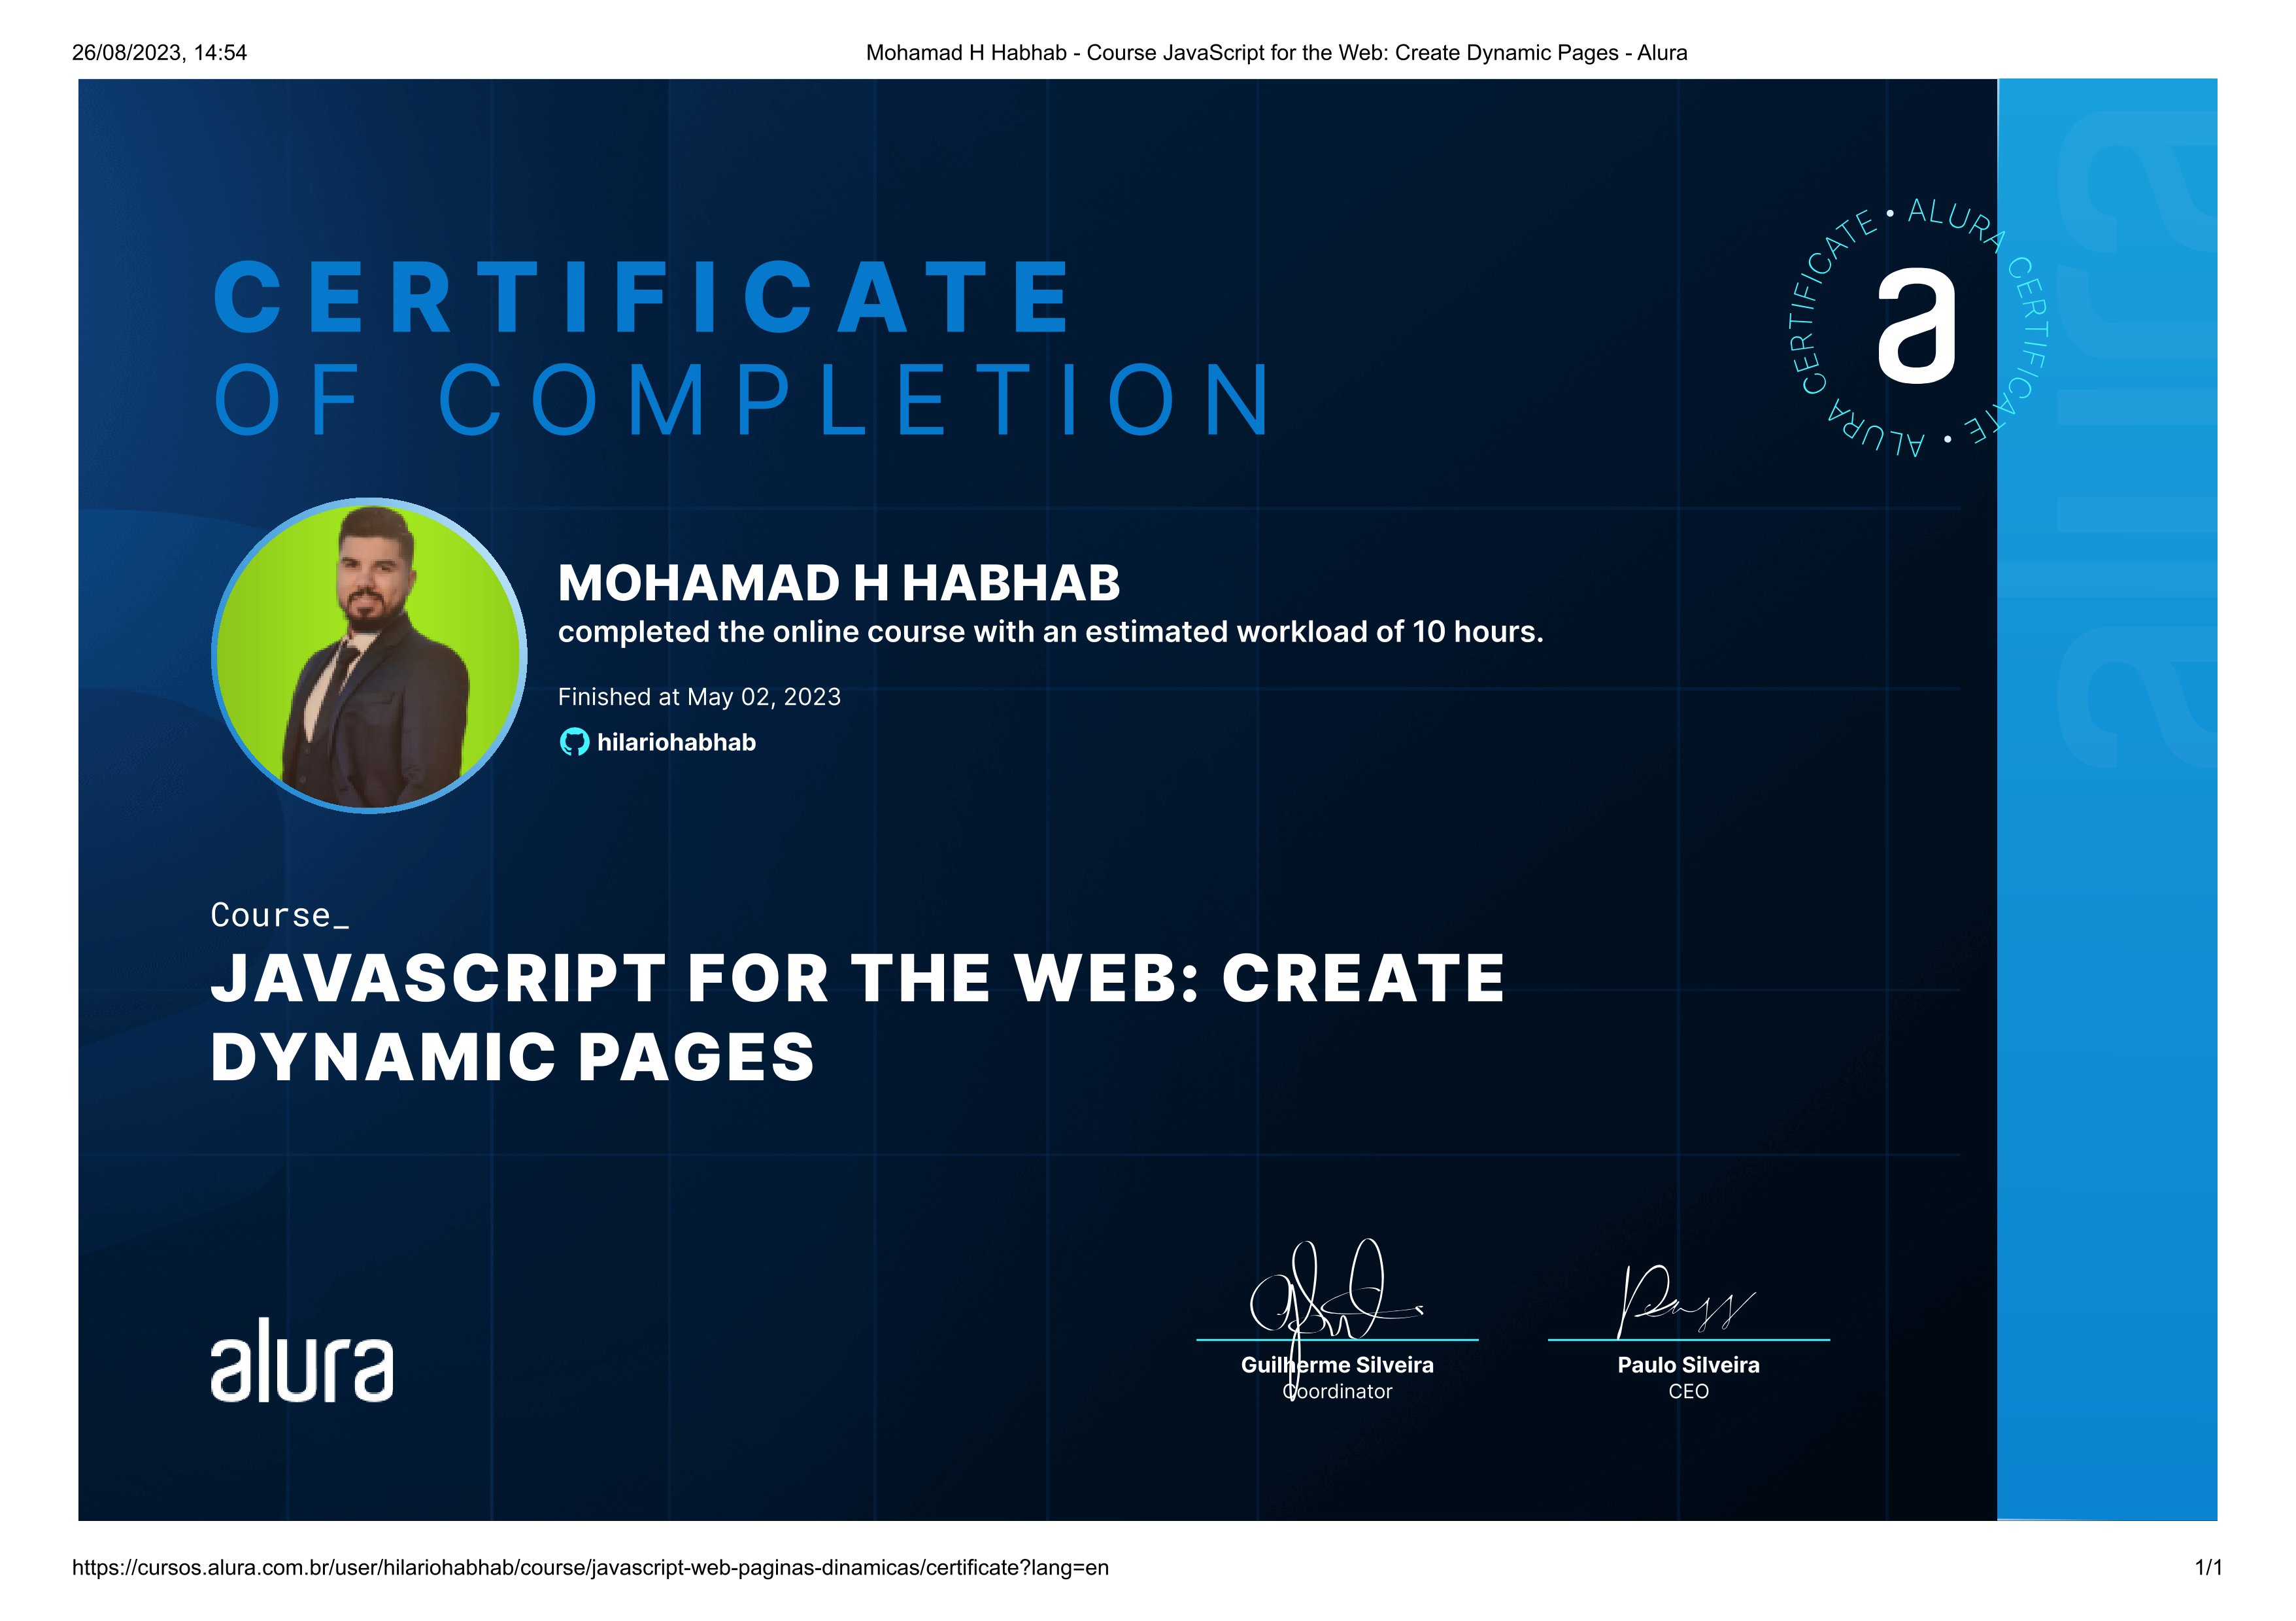 26/08/2023, 14:54
Mohamad H Habhab - Course JavaScript for the Web: Create Dynamic Pages - Alura
CERTIFICATE
OF COMPLETION
ALURA CERTIFICATE • ALURA CERTIFICATE •
a
alura
MOHAMAD H HABHAB
completed the online course with an estimated workload of 10 hours.
Finished at May 02, 2023
hilariohabhab
Course_
JAVASCRIPT FOR THE WEB: CREATE
DYNAMIC PAGES
alura
Guilherme Silveira
Coordinator
Paulo Silveira
CEO
https://cursos.alura.com.br/user/hilariohabhab/course/javascript-web-paginas-dinamicas/certificate?lang=en
1/1